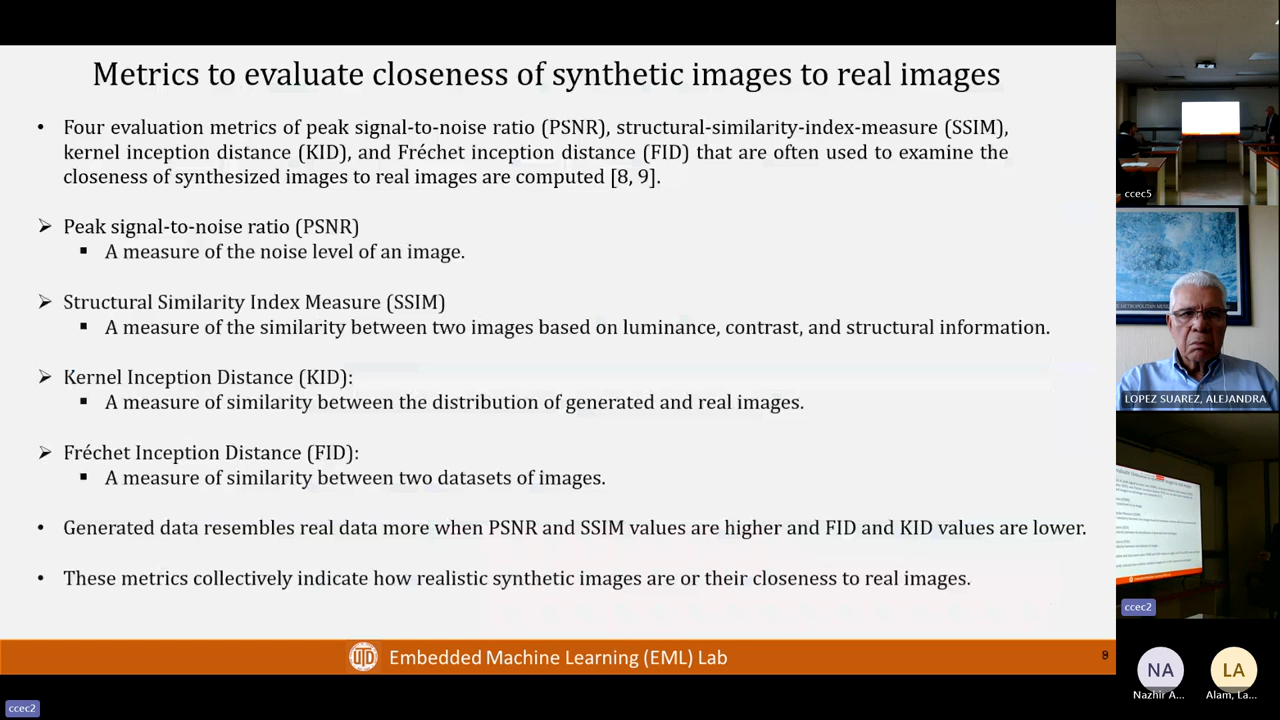 Metrics to evaluate closeness of synthetic images to real images
• Four evaluation metrics of peak signal-to-noise ratio (PSNR), structural-similarity-index-measure (SSIM),
kernel inception distance (KID), and Fréchet inception distance (FID) that are often used to examine the
closeness of synthesized images to real images are computed [8, 9].
➢ Peak signal-to-noise ratio (PSNR)
▪ A measure of the noise level of an image.
➢ Structural Similarity Index Measure (SSIM)
▪ A measure of the similarity between two images based on luminance, contrast, and structural information.
➢ Kernel Inception Distance (KID):
▪ A measure of similarity between the distribution of generated and real images.
➢ Fréchet Inception Distance (FID):
▪ A measure of similarity between two datasets of images.
• Generated data resembles real data more when PSNR and SSIM values are higher and FID and KID values are lower.
• These metrics collectively indicate how realistic synthetic images are or their closeness to real images.
UTD Embedded Machine Learning (EML) Lab
ccec2
ccec5
LOPEZ SUAREZ, ALEJANDRA
ccec2
NA
LA
Nazhir A...
Alam, La...